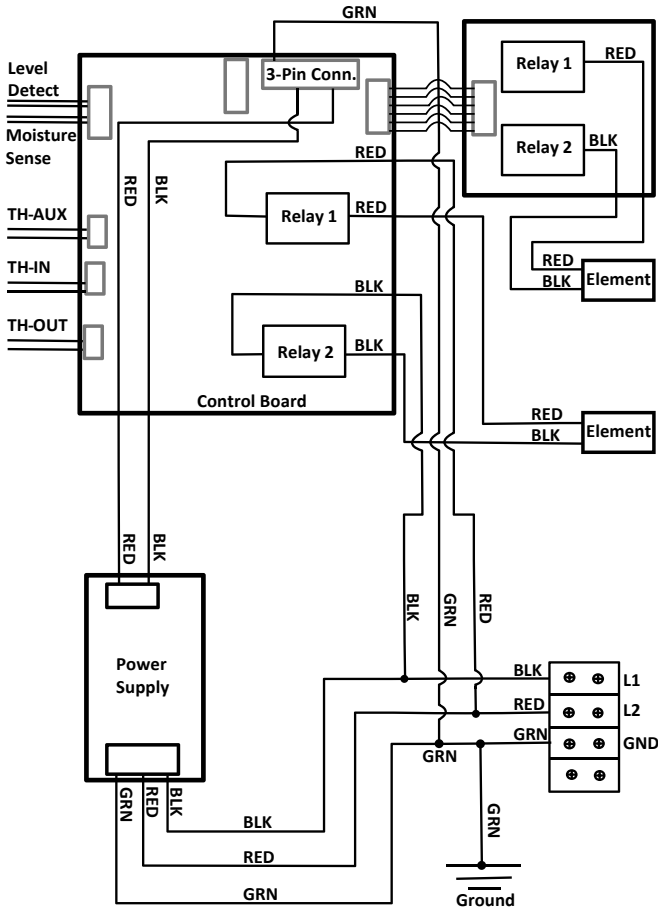 GRN
3-Pin Conn.
Level
Detect
Moisture
Sense
TH-AUX
TH-IN
TH-OUT
RED
BLK
RED
Relay 1
RED
BLK
Relay 2
BLK
Control Board
Relay 1
RED
Relay 2
BLK
RED
BLK
Element
RED
BLK
Element
RED
BLK
Power
Supply
BLK
GRN
RED
BLK
L1
RED
L2
GRN
GND
GRN
GRN
RED
BLK
BLK
RED
GRN
GRN
Ground